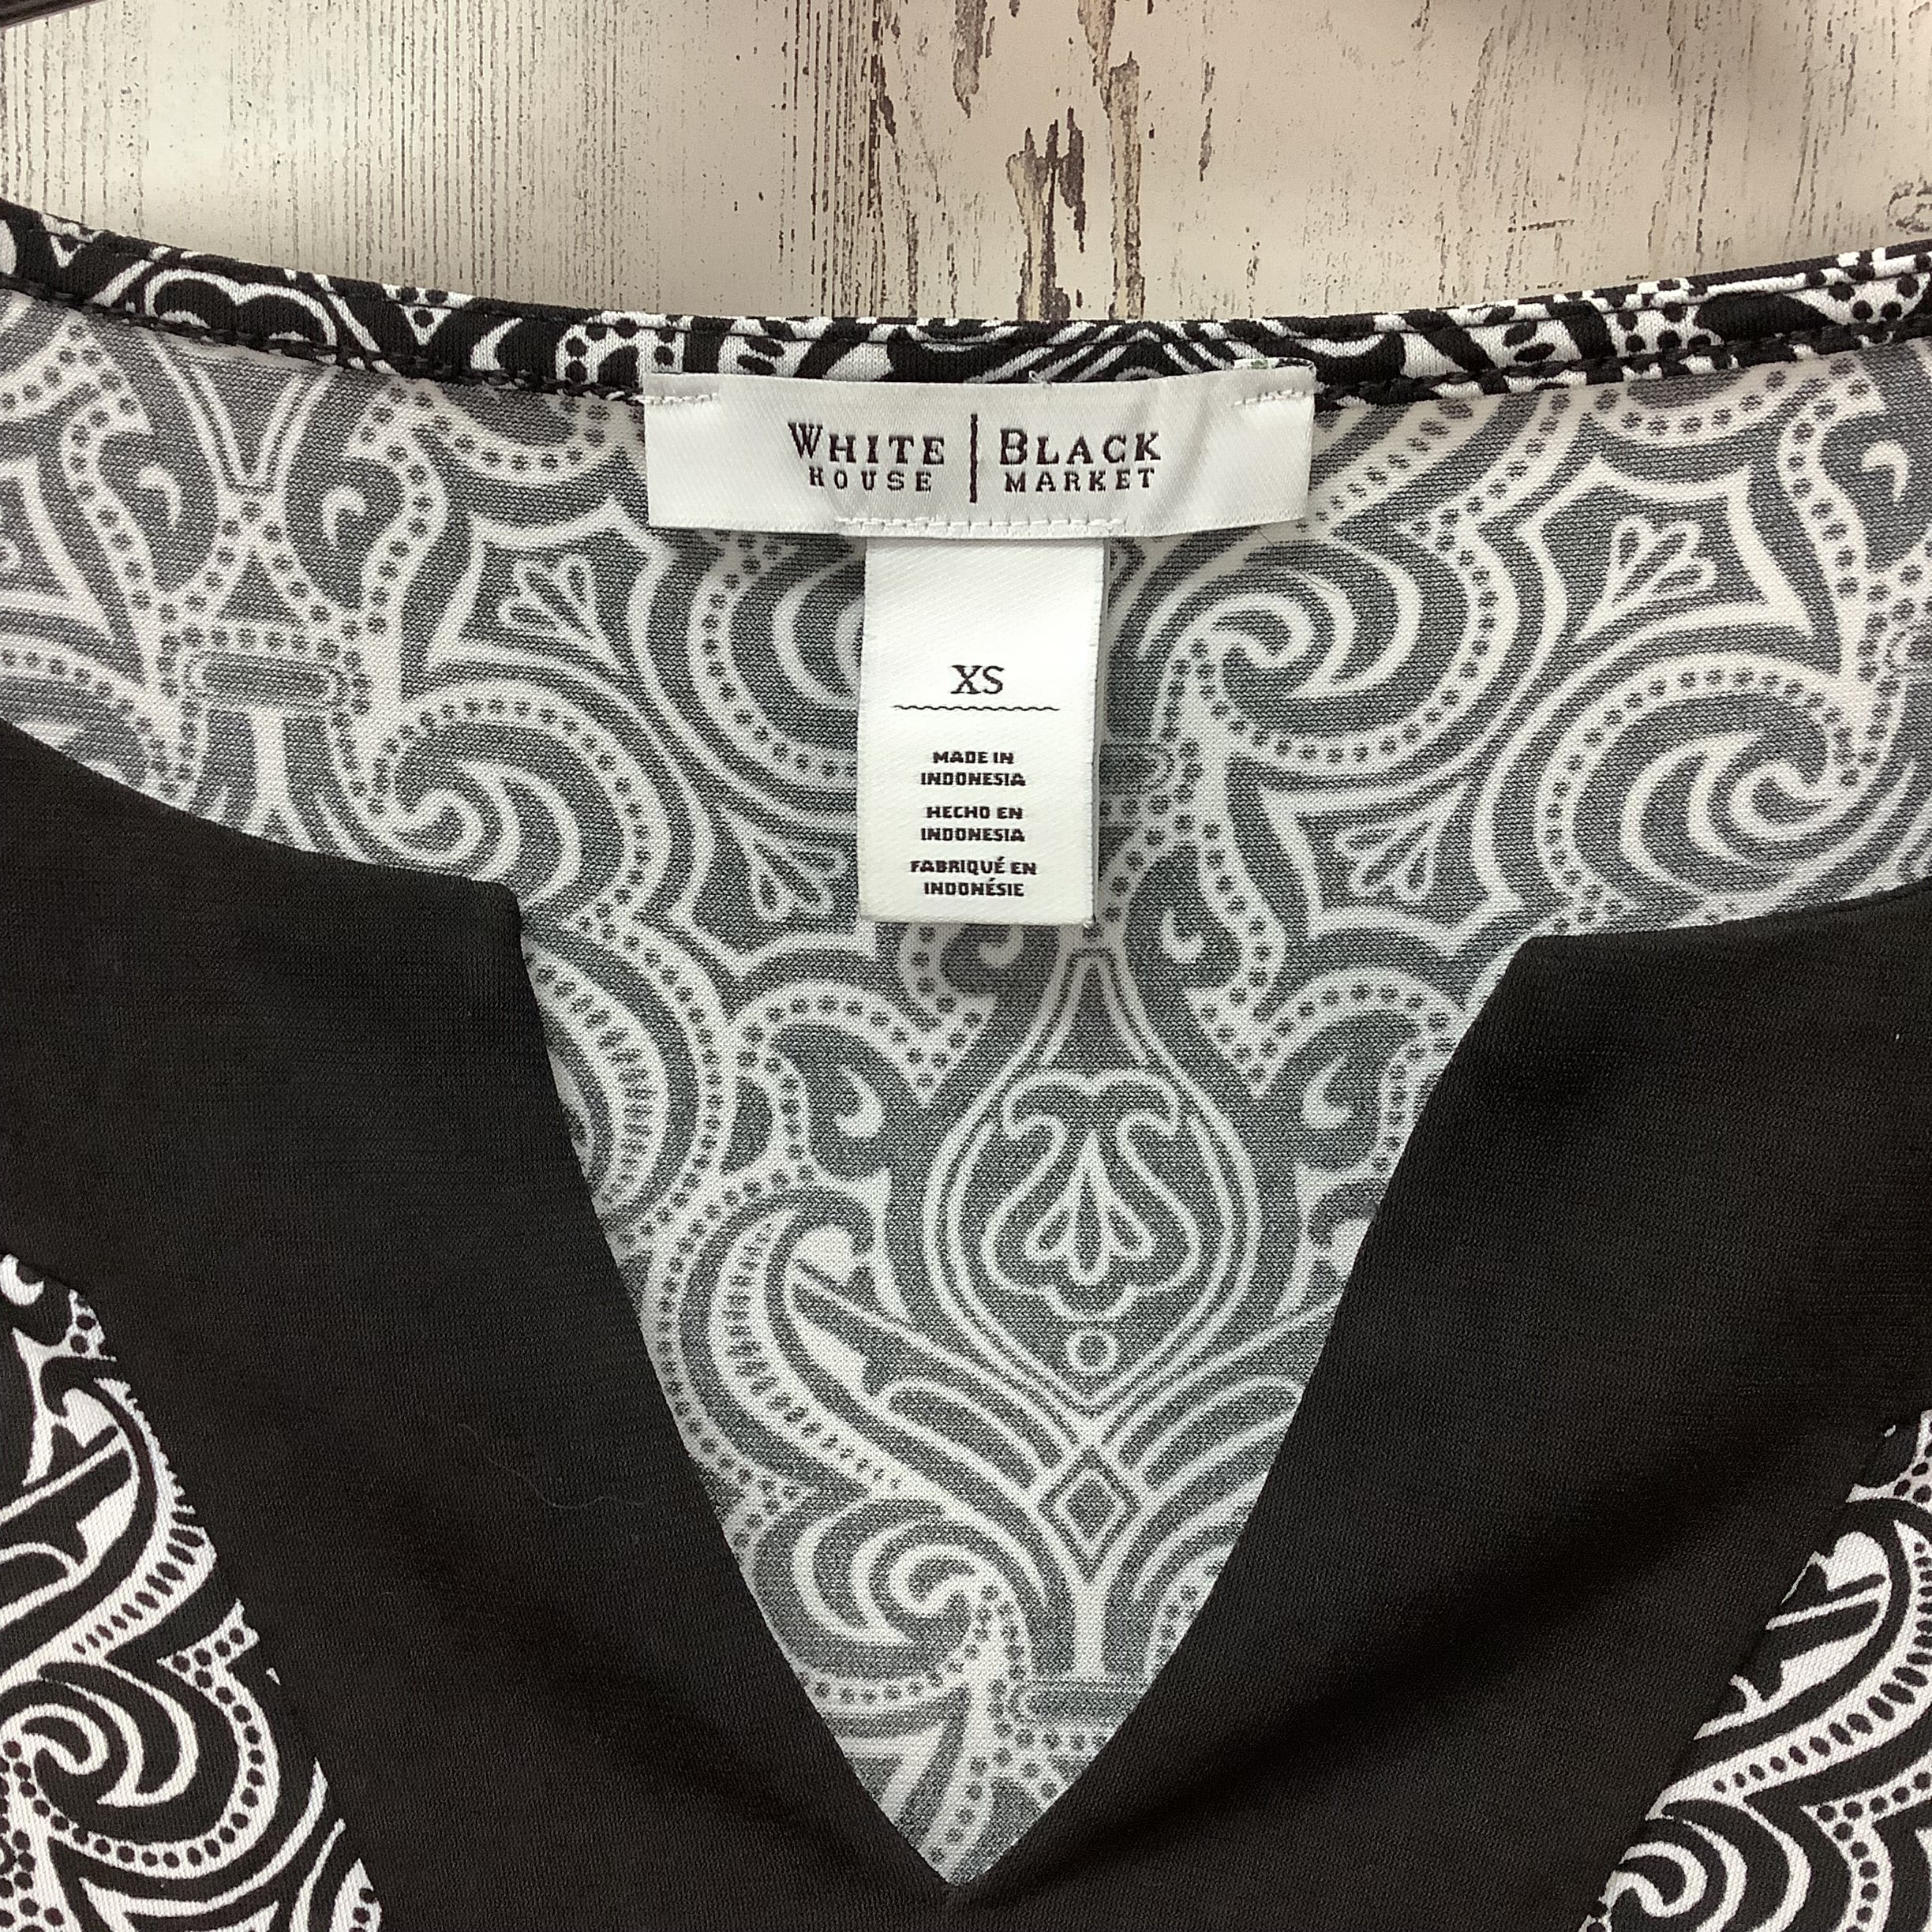 WHITE | BLACK
HOUSE | MARKET
XS
MADE IN
INDONESIA
HECHO EN
INDONESIA
FABRIQUÉ EN
INDONÉSIE